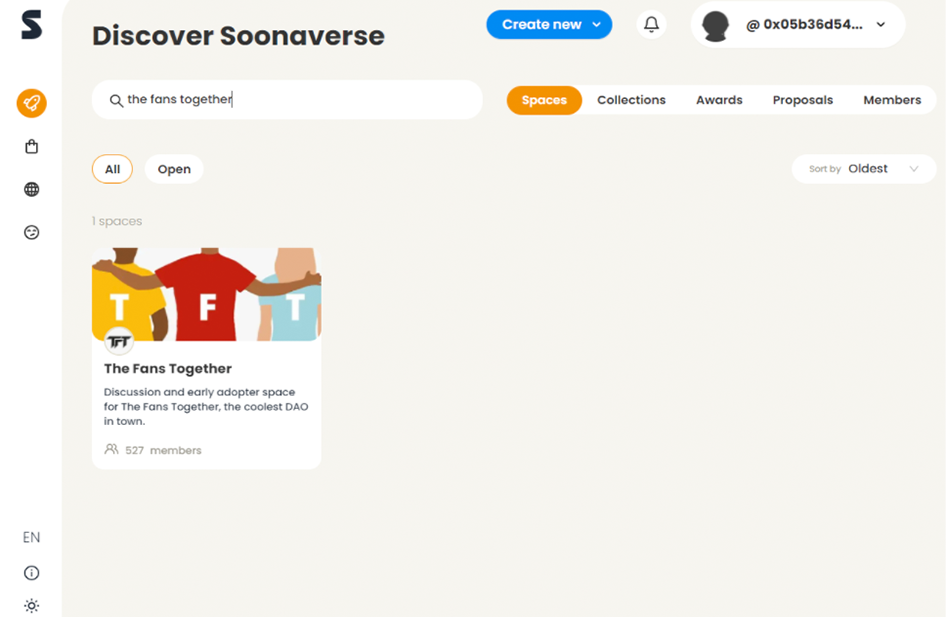 S
Discover Soonaverse
Create new
@ 0x05b36d54...
the fans together
Spaces
Collections
Awards
Proposals
Members
All
Open
Sort by Oldest
1 spaces
T F T
TFT
The Fans Together
Discussion and early adopter space
for The Fans Together, the coolest DAO
in town.
527 members
EN